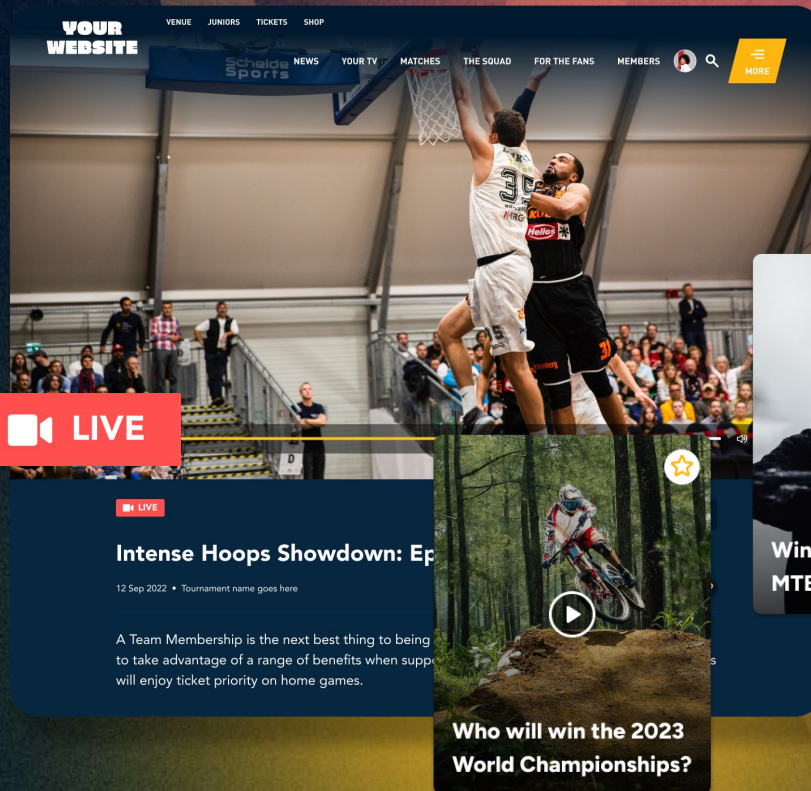 YOUR
WEBSITE
VENUE JUNIORS TICKETS SHOP
NEWS YOUR TV MATCHES THE SQUAD FOR THE FANS MEMBERS
MORE
Schelde
Sports
35
Helios
31
D
LIVE
D
LIVE
Intense Hoops Showdown: Ep
12 Sep 2022 • Tournament name goes here
A Team Membership is the next best thing to being
to take advantage of a range of benefits when suppo
s
will enjoy ticket priority on home games.
Who will win the 2023
World Championships?
Win
MTE